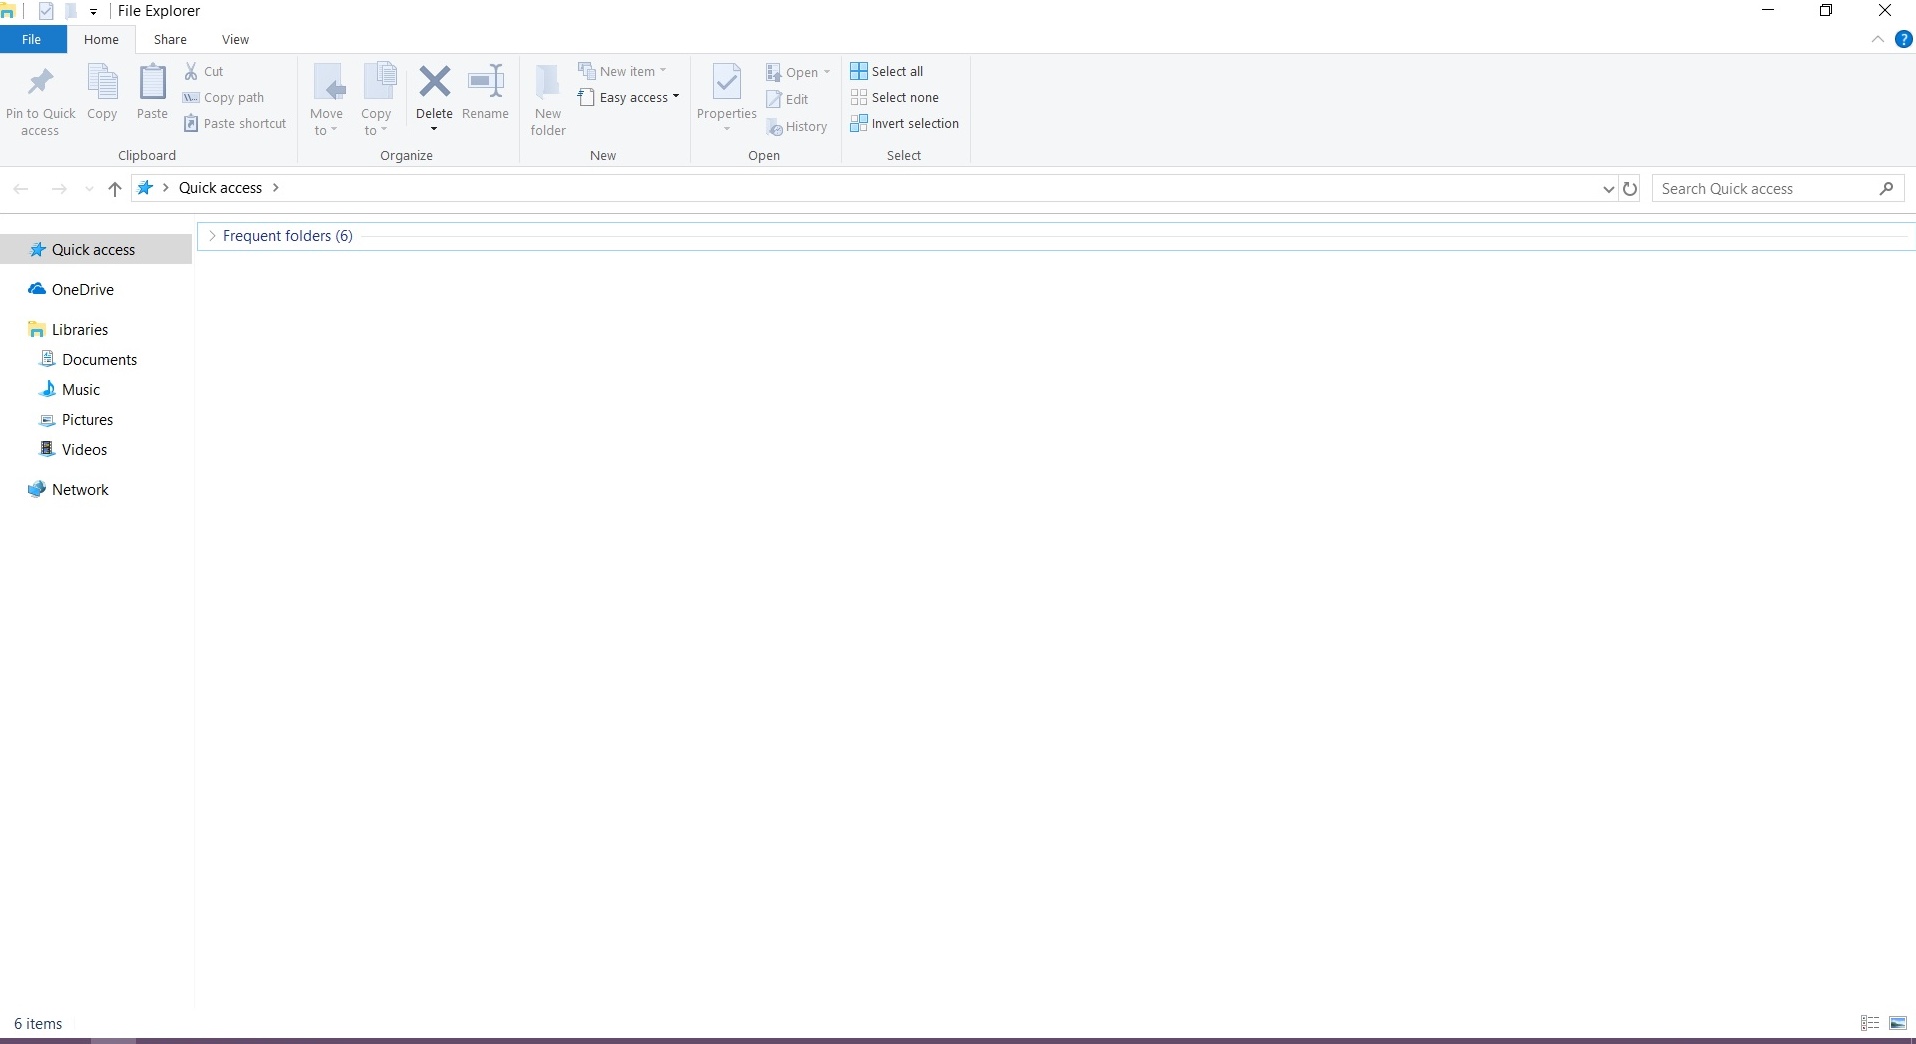 File Explorer
File Home Share View
Pin to Quick access
Copy
Paste
Cut
Copy path
Paste shortcut
Clipboard
Move to
Copy to
Delete
Rename
Organize
New folder
New item
Easy access
New
Properties
Open
Edit
History
Open
Select all
Select none
Invert selection
Select
Quick access
Search Quick access
Quick access
OneDrive
Libraries
Documents
Music
Pictures
Videos
Network
Frequent folders (6)
6 items